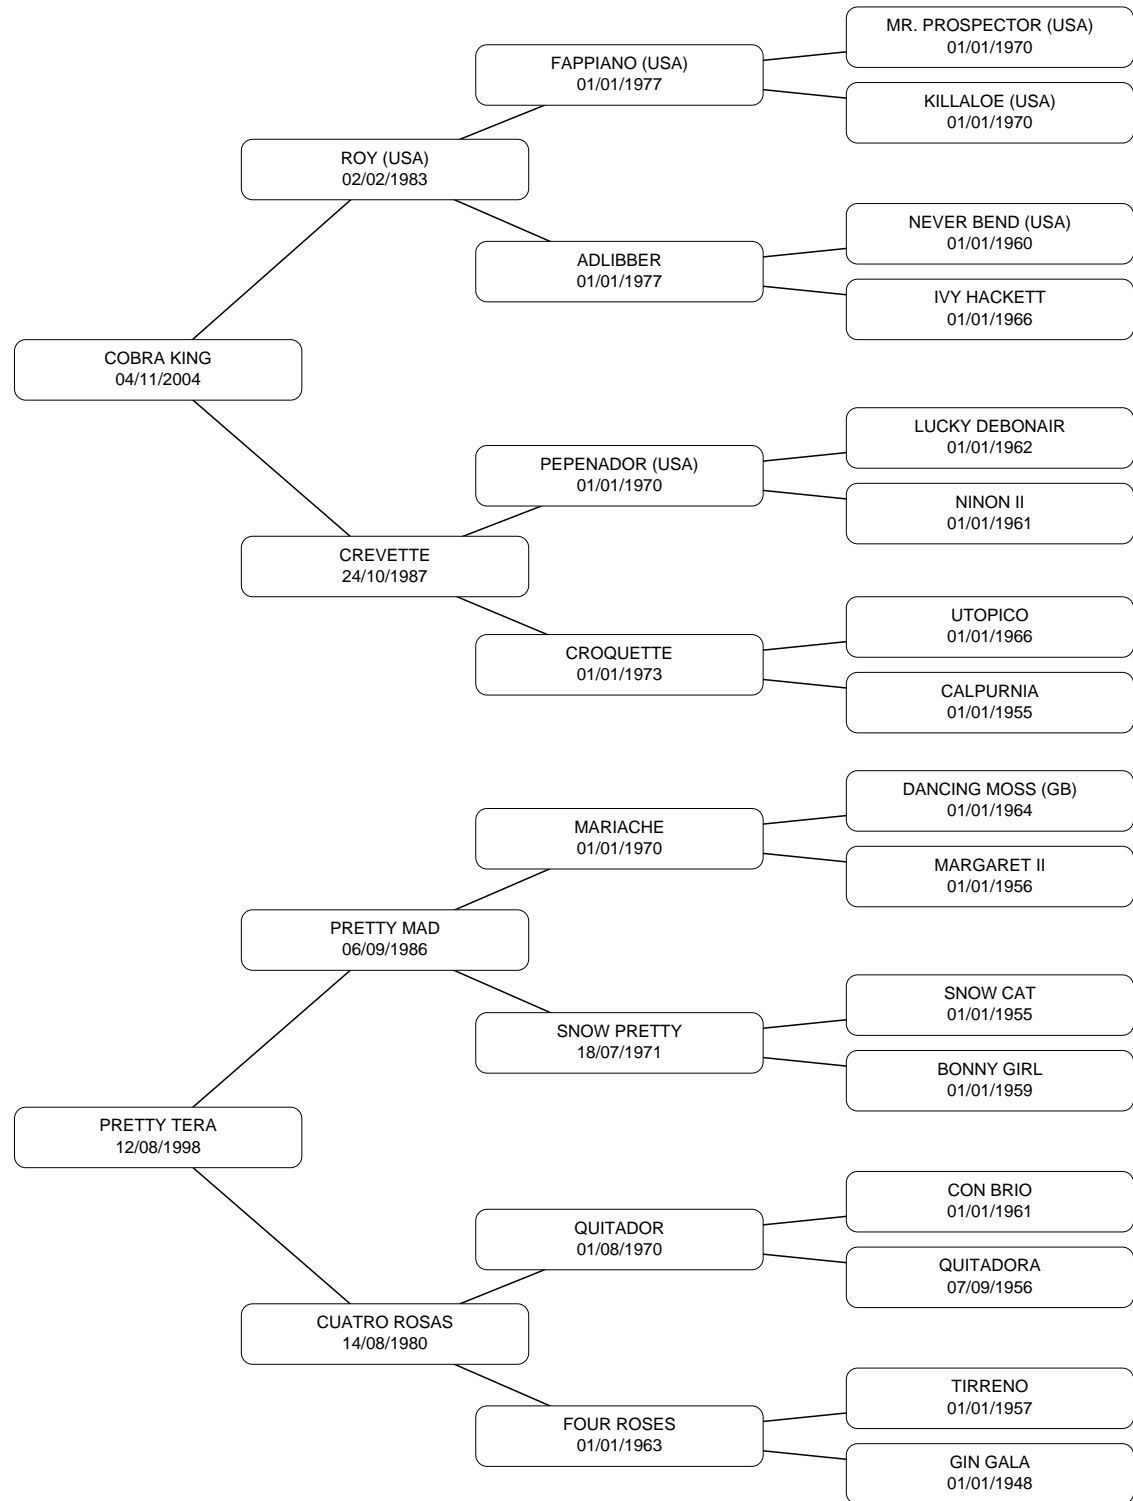 MR. PROSPECTOR (USA)
01/01/1970
FAPPIANO (USA)
01/01/1977
KILLALOE (USA)
01/01/1970
ROY (USA)
02/02/1983
NEVER BEND (USA)
01/01/1960
ADLIBBER
01/01/1977
IVY HACKETT
01/01/1966
COBRA KING
04/11/2004
LUCKY DEBONAIR
01/01/1962
PEPENADOR (USA)
01/01/1970
NINON II
01/01/1961
CREVETTE
24/10/1987
UTOPICO
01/01/1966
CROQUETTE
01/01/1973
CALPURNIA
01/01/1955
DANCING MOSS (GB)
01/01/1964
MARIACHE
01/01/1970
MARGARET II
01/01/1956
PRETTY MAD
06/09/1986
SNOW CAT
01/01/1955
SNOW PRETTY
18/07/1971
BONNY GIRL
01/01/1959
PRETTY TERA
12/08/1998
CON BRIO
01/01/1961
QUITADOR
01/08/1970
QUITADORA
07/09/1956
CUATRO ROSAS
14/08/1980
TIRRENO
01/01/1957
FOUR ROSES
01/01/1963
GIN GALA
01/01/1948